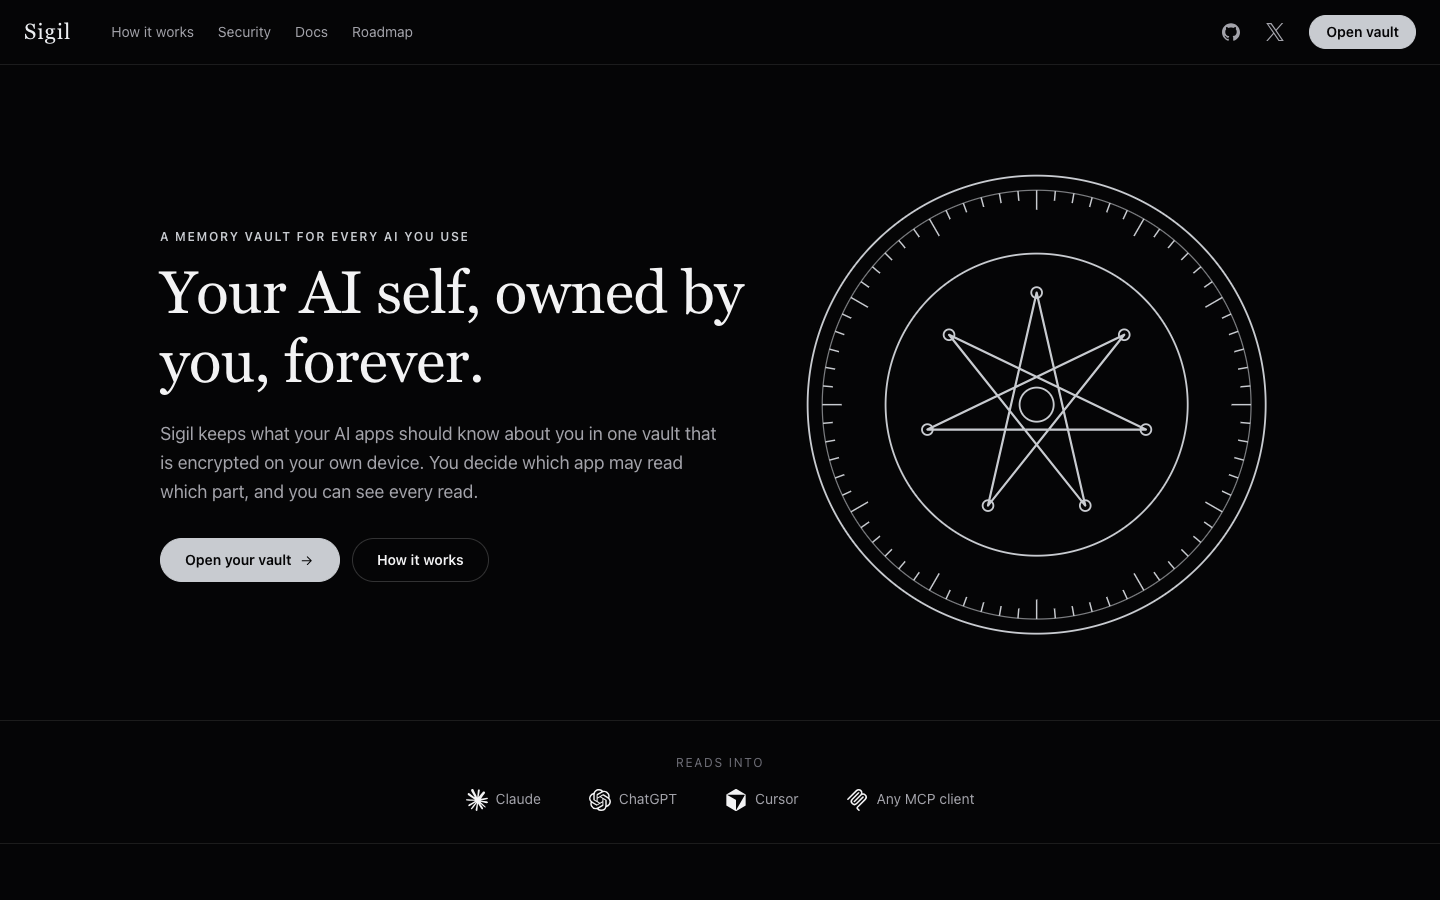 Sigil
How it works
Security
Docs
Roadmap
Open vault
A MEMORY VAULT FOR EVERY AI YOU USE
Your AI self, owned by
you, forever.
Sigil keeps what your AI apps should know about you in one vault that
is encrypted on your own device. You decide which app may read
which part, and you can see every read.
Open your vault →
How it works
READS INTO
Claude
ChatGPT
Cursor
Any MCP client